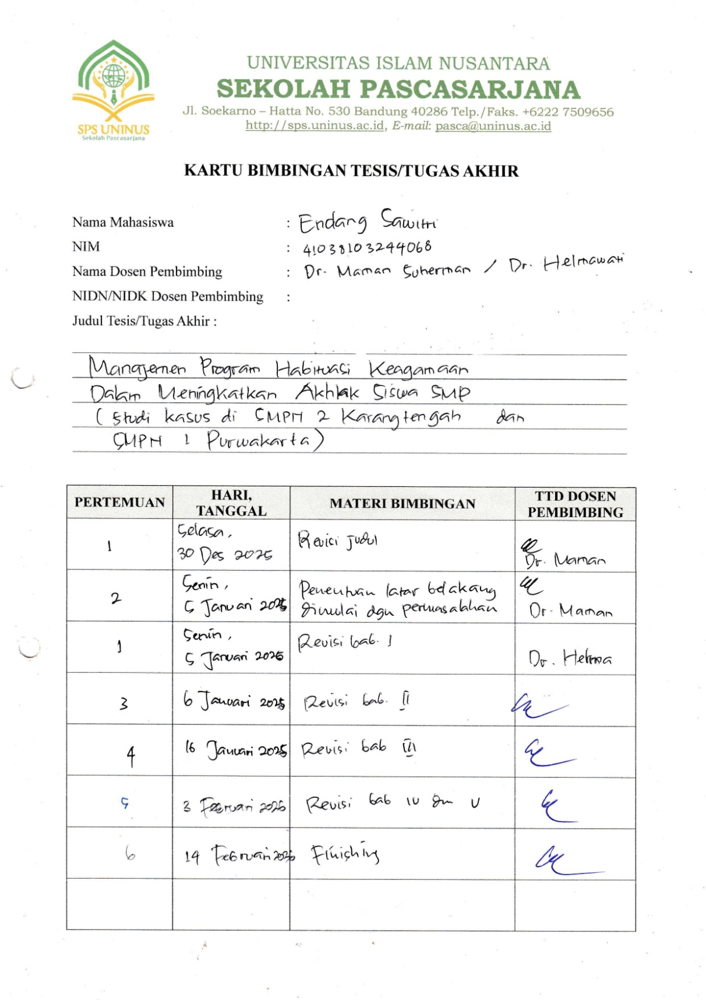 UNIVERSITAS ISLAM NUSANTARA
SEKOLAH PASCASARJANA
Jl. Soekarno – Hatta No. 530 Bandung 40286 Telp./Faks. +6222 7509656
http://sps.uninus.ac.id, E-mail: pasca@uninus.ac.id
SPS UNINUS
Sekolah Pascasarjana
KARTU BIMBINGAN TESIS/TUGAS AKHIR
Nama Mahasiswa : Endang Sawitri
NIM : 41038103244068
Nama Dosen Pembimbing : Dr. Maman Suherman / Dr. Helmawati
NIDN/NIDK Dosen Pembimbing :
Judul Tesis/Tugas Akhir :
Manajemen Program Habituasi Keagamaan
Dalam Meningkatkan Akhlak Siswa SMP
(Studi kasus di SMPN 2 Karangtengah dan
SMPN 1 Purwakarta)
PERTEMUAN HARI, TANGGAL MATERI BIMBINGAN TTD DOSEN PEMBIMBING
1 Selasa, 30 Des 2025 Revisi judul Dr. Maman
2 Senin, 5 Januari Penentuan latar belakang dimulai dgn permasalahan Dr. Maman
1 Senin, 5 Januari 2026 Revisi bab. I Dr. Helma
3 6 Januari Revisi bab. II
4 16 Januari Revisi bab III
5 3 Februari 2026 Revisi bab IV dan V
6 Februari 2026 Finishing